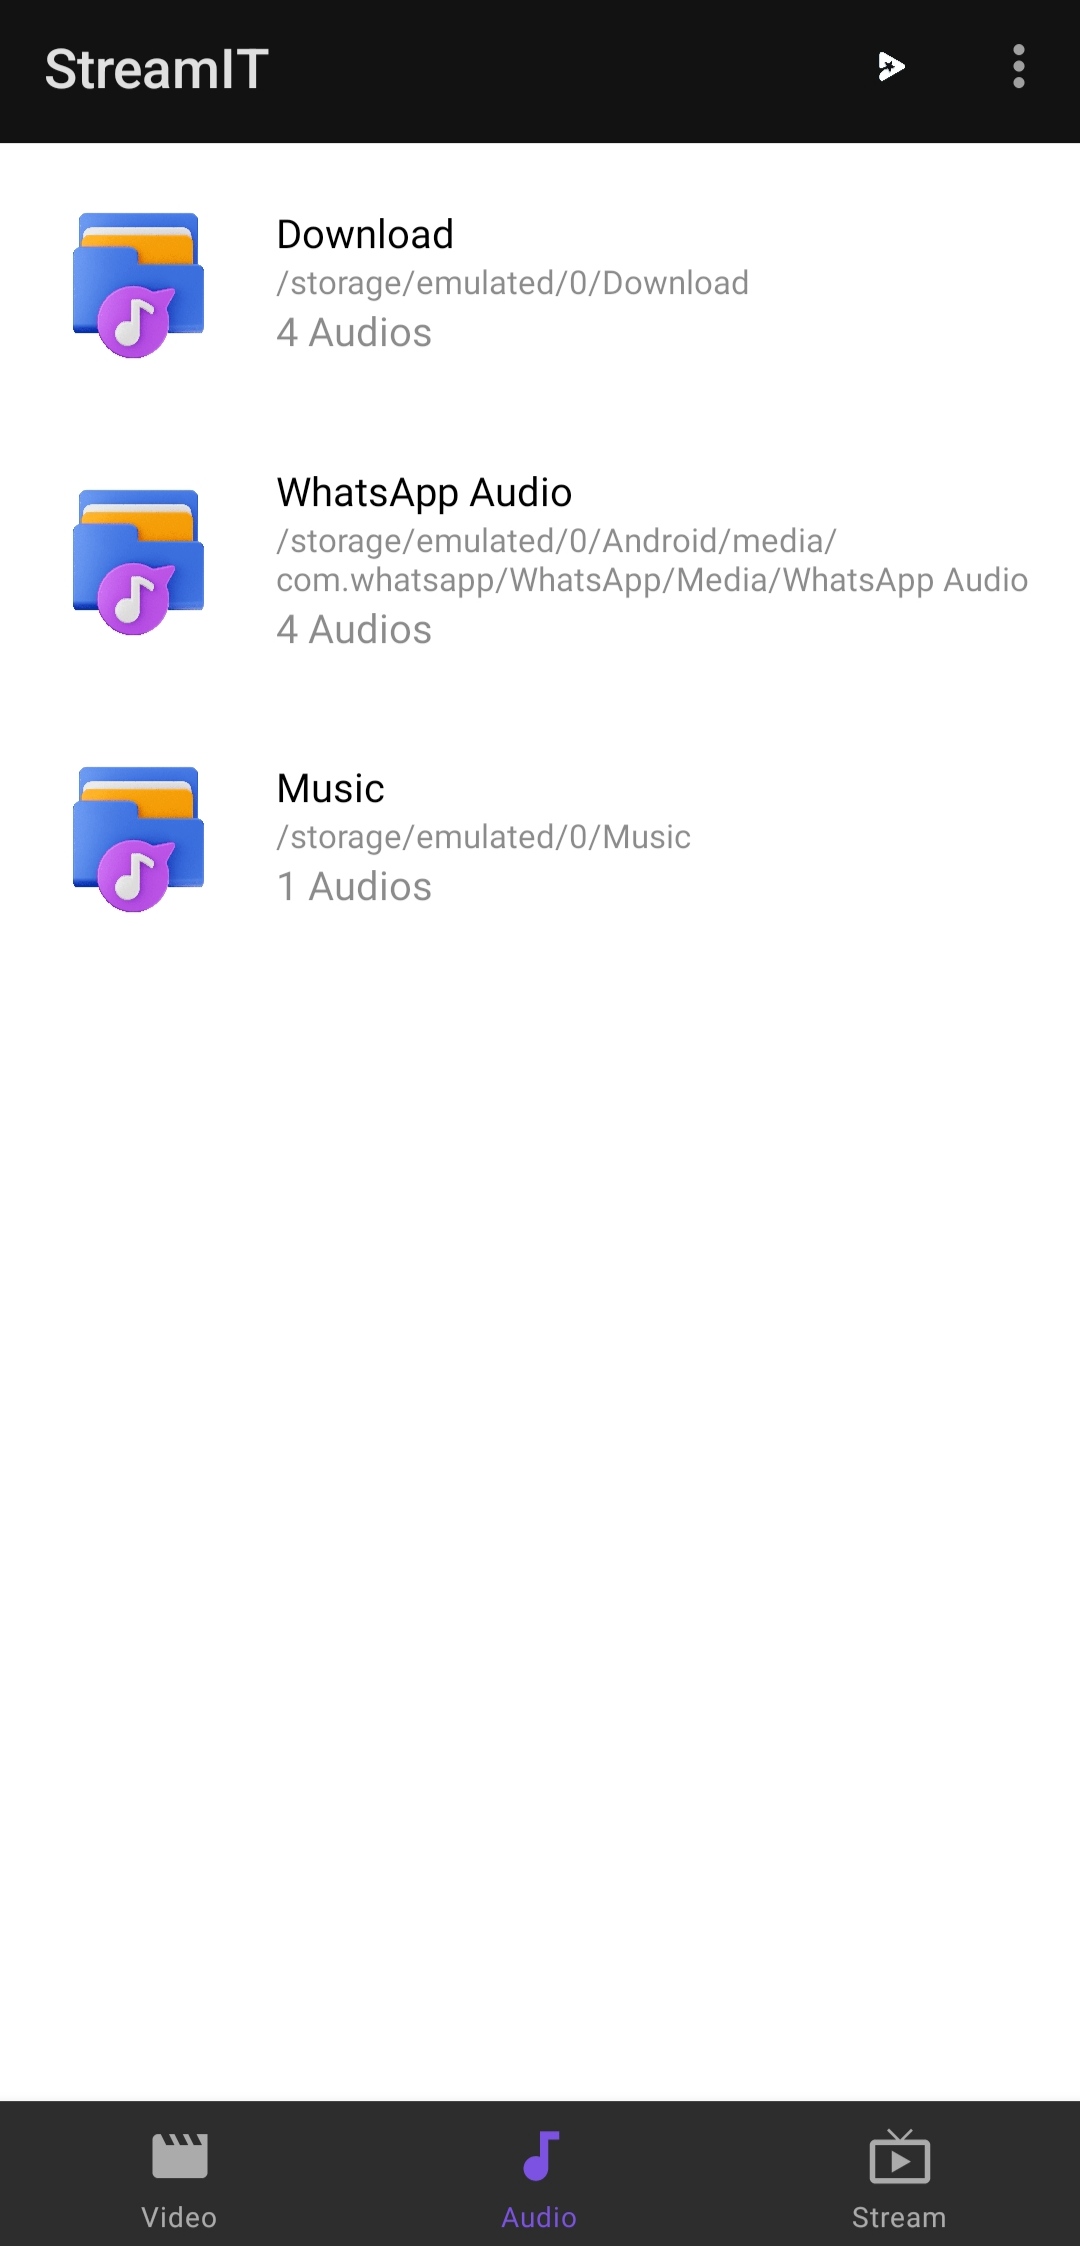 StreamIT
Download
/storage/emulated/0/Download
4 Audios
WhatsApp Audio
/storage/emulated/0/Android/media/
com.whatsapp/WhatsApp/Media/WhatsApp Audio
4 Audios
Music
/storage/emulated/0/Music
1 Audios
Video
Audio
Stream